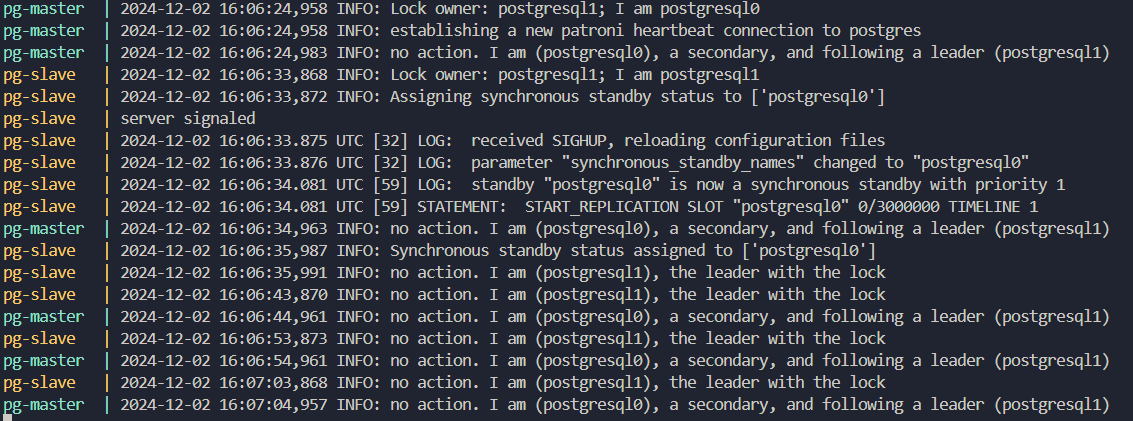 pg-master | 2024-12-02 16:06:24,958 INFO: Lock owner: postgresql1; I am postgresql0
pg-master | 2024-12-02 16:06:24,958 INFO: establishing a new patroni heartbeat connection to postgres
pg-master | 2024-12-02 16:06:24,983 INFO: no action. I am (postgresql0), a secondary, and following a leader (postgresql1)
pg-slave | 2024-12-02 16:06:33,868 INFO: Lock owner: postgresql1; I am postgresql1
pg-slave | 2024-12-02 16:06:33,872 INFO: Assigning synchronous standby status to ['postgresql0']
pg-slave | server signaled
pg-slave | 2024-12-02 16:06:33.875 UTC [32] LOG:  received SIGHUP, reloading configuration files
pg-slave | 2024-12-02 16:06:33.876 UTC [32] LOG:  parameter "synchronous_standby_names" changed to "postgresql0"
pg-slave | 2024-12-02 16:06:34.081 UTC [59] LOG:  standby "postgresql0" is now a synchronous standby with priority 1
pg-slave | 2024-12-02 16:06:34.081 UTC [59] STATEMENT:  START_REPLICATION SLOT "postgresql0" 0/3000000 TIMELINE 1
pg-master | 2024-12-02 16:06:34,963 INFO: no action. I am (postgresql0), a secondary, and following a leader (postgresql1)
pg-slave | 2024-12-02 16:06:35,987 INFO: Synchronous standby status assigned to ['postgresql0']
pg-slave | 2024-12-02 16:06:35,991 INFO: no action. I am (postgresql1), the leader with the lock
pg-slave | 2024-12-02 16:06:43,870 INFO: no action. I am (postgresql1), the leader with the lock
pg-master | 2024-12-02 16:06:44,961 INFO: no action. I am (postgresql0), a secondary, and following a leader (postgresql1)
pg-slave | 2024-12-02 16:06:53,873 INFO: no action. I am (postgresql1), the leader with the lock
pg-master | 2024-12-02 16:06:54,961 INFO: no action. I am (postgresql0), a secondary, and following a leader (postgresql1)
pg-slave | 2024-12-02 16:07:03,868 INFO: no action. I am (postgresql1), the leader with the lock
pg-master | 2024-12-02 16:07:04,957 INFO: no action. I am (postgresql0), a secondary, and following a leader (postgresql1)